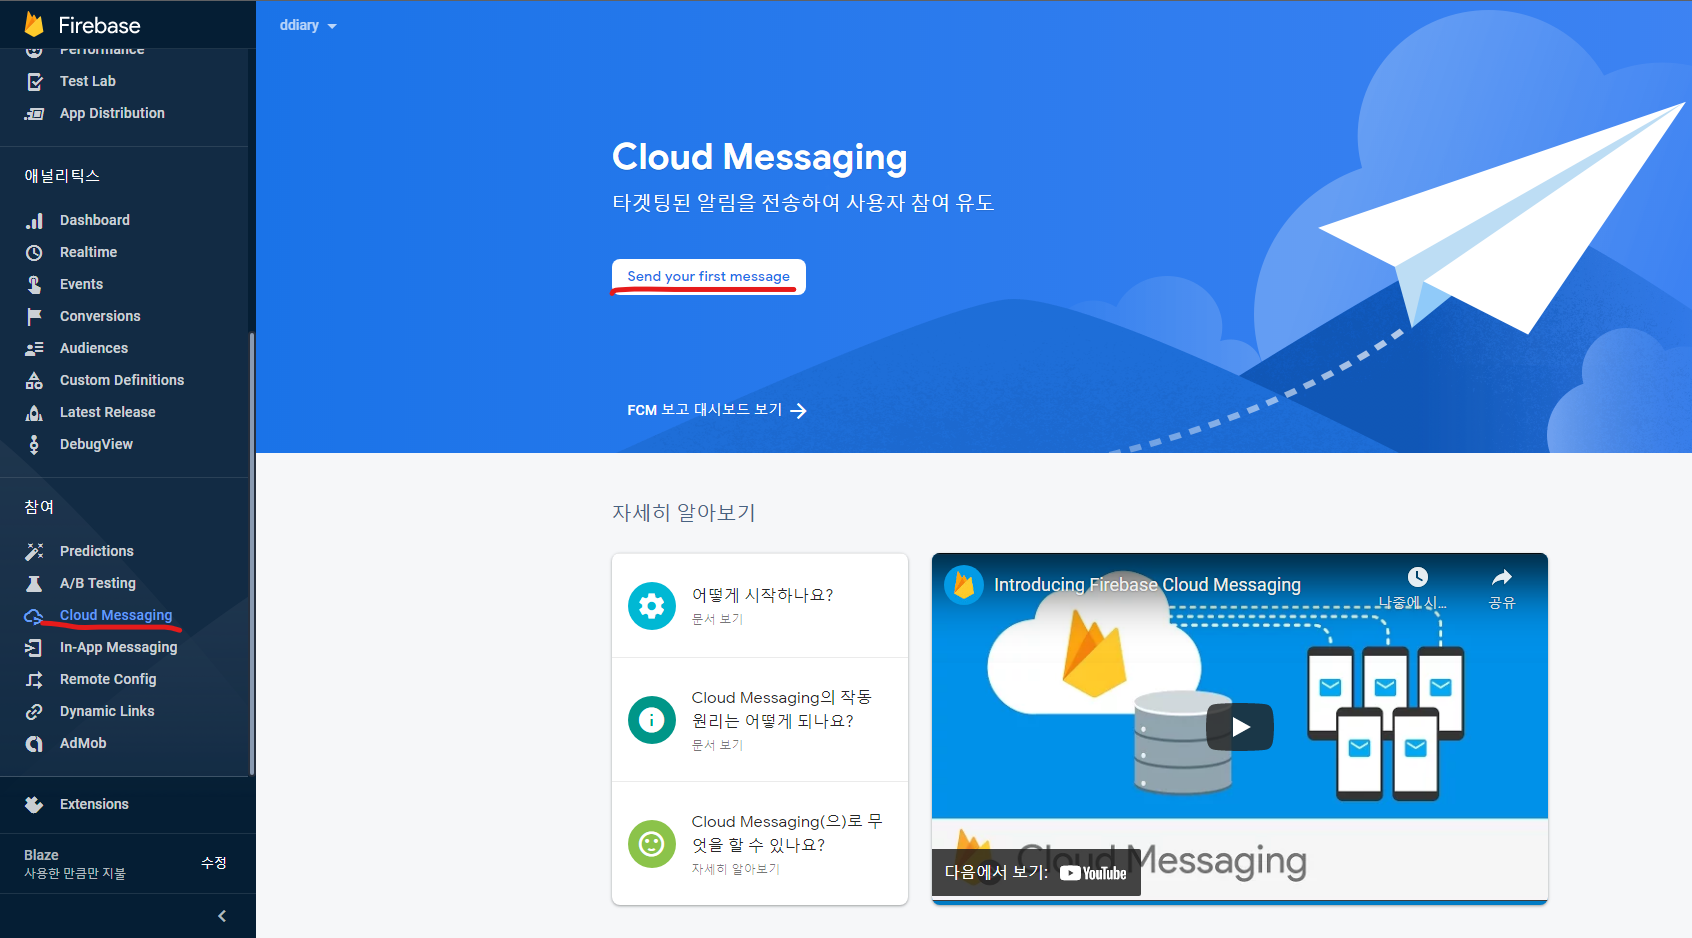 Firebase
Performance
Test Lab
App Distribution
애널리틱스
Dashboard
Realtime
Events
Conversions
Audiences
Custom Definitions
Latest Release
DebugView
참여
Predictions
A/B Testing
Cloud Messaging
In-App Messaging
Remote Config
Dynamic Links
AdMob
Extensions
Blaze
사용한 만큼만 지불
수정
ddiary
Cloud Messaging
타겟팅된 알림을 전송하여 사용자 참여 유도
Send your first message
FCM 보고 대시보드 보기
자세히 알아보기
어떻게 시작하나요?
문서 보기
Cloud Messaging의 작동
원리는 어떻게 되나요?
문서 보기
Cloud Messaging(으)로 무
엇을 할 수 있나요?
자세히 알아보기
Introducing Firebase Cloud Messaging
나중에 시...
공유
Cloud Messaging
다음에서 보기: YouTube